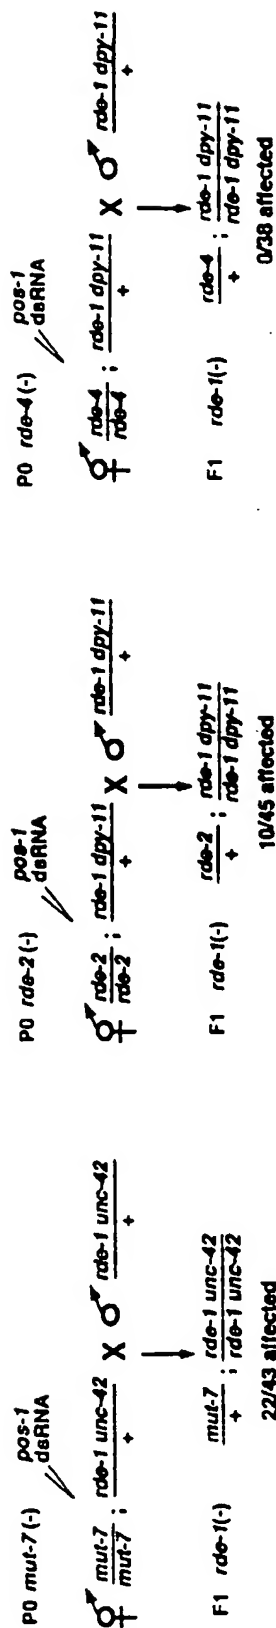 P0 mut-7 (-)
pos-1
dsRNA
mut-7
mut-7
;
rde-1 unc-42
+
X
rde-1 unc-42
+
F1 rde-1(-)
mut-7
+
;
rde-1 unc-42
rde-1 unc-42
22/43 affected
P0 rde-2 (-)
pos-1
dsRNA
rde-2
rde-2
;
rde-1 dpy-11
+
X
rde-1 dpy-11
+
F1 rde-1(-)
rde-2
+
;
rde-1 dpy-11
rde-1 dpy-11
10/45 affected
P0 rde-4 (-)
pos-1
dsRNA
rde-4
rde-4
;
rde-1 dpy-11
+
X
rde-1 dpy-11
+
F1 rde-1(-)
rde-4
+
;
rde-1 dpy-11
rde-1 dpy-11
0/38 affected